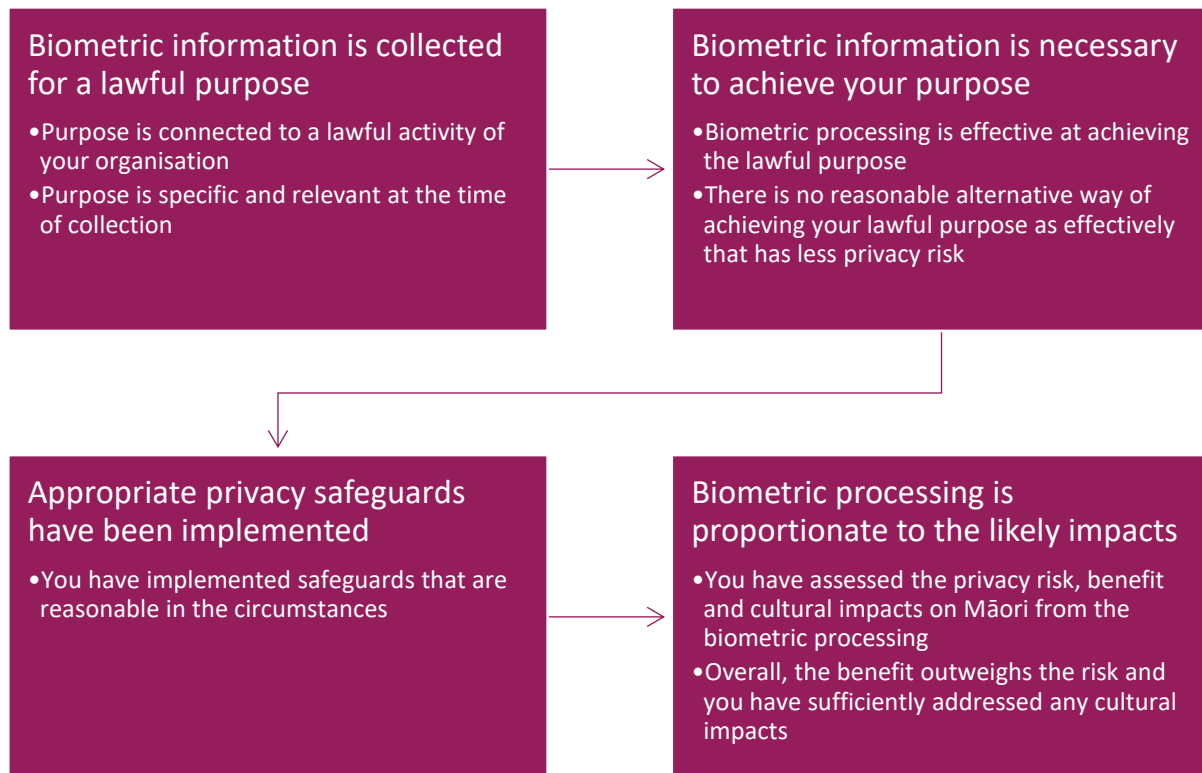 Biometric information is collected
for a lawful purpose
•Purpose is connected to a lawful activity of
your organisation
•Purpose is specific and relevant at the time
of collection
Biometric information is necessary
to achieve your purpose
•Biometric processing is effective at achieving
the lawful purpose
•There is no reasonable alternative way of
achieving your lawful purpose as effectively
that has less privacy risk
Appropriate privacy safeguards
have been implemented
•You have implemented safeguards that are
reasonable in the circumstances
Biometric processing is
proportionate to the likely impacts
•You have assessed the privacy risk, benefit
and cultural impacts on Māori from the
biometric processing
•Overall, the benefit outweighs the risk and
you have sufficiently addressed any cultural
impacts